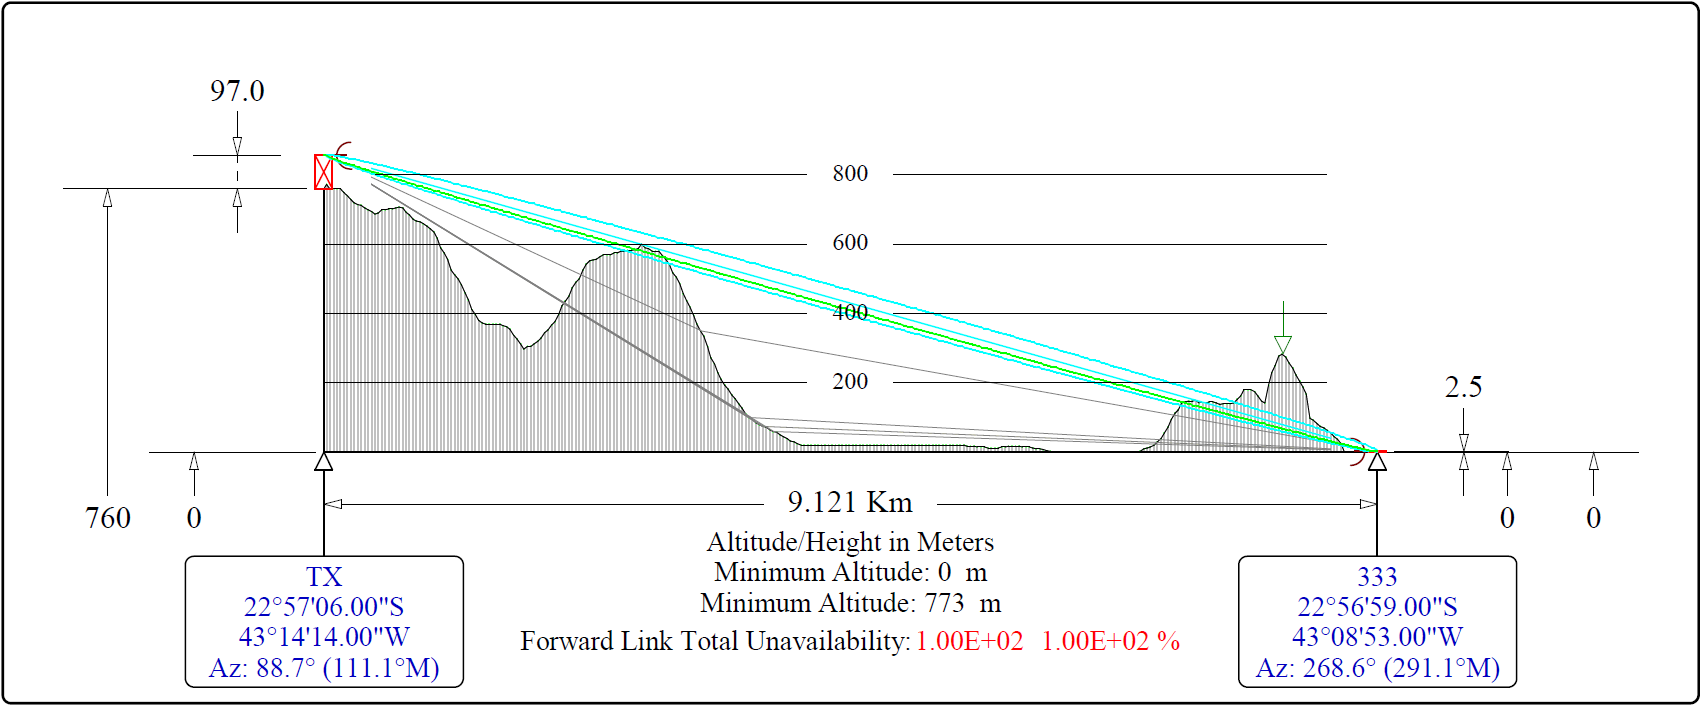 97.0
800
600
400
200
2.5
760
0
9.121 Km
0
0
Altitude/Height in Meters
Minimum Altitude: 0 m
Minimum Altitude: 773 m
Forward Link Total Unavailability: 1.00E+02 1.00E+02 %
TX
22°57'06.00"S
43°14'14.00"W
Az: 88.7° (111.1°M)
333
22°56'59.00"S
43°08'53.00"W
Az: 268.6° (291.1°M)